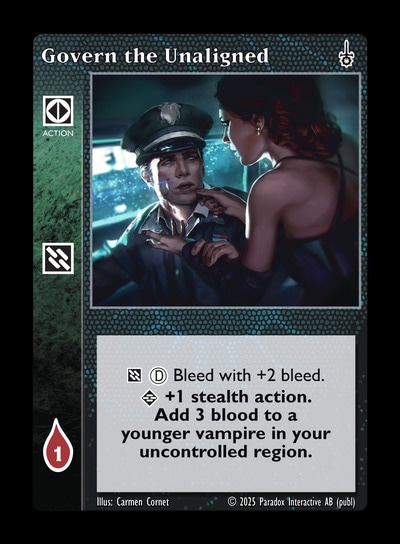 Govern the Unaligned
ACTION
D Bleed with +2 bleed.
+1 stealth action.
Add 3 blood to a
younger vampire in your
uncontrolled region.
1
Illus: Carmen Cornet © 2025 Paradox Interactive AB (publ)